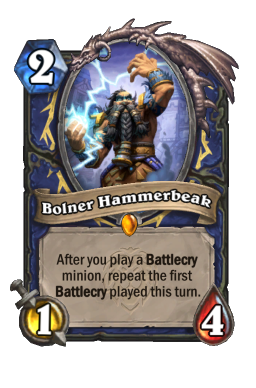 2
Bolner Hammerbeak
After you play a Battlecry
minion, repeat the first
Battlecry played this turn.
1
4